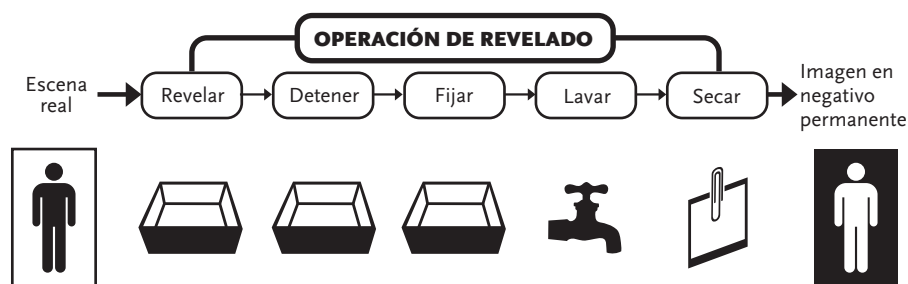 OPERACIÓN DE REVELADO
Escena
real
Revelar
Detener
Fijar
Lavar
Secar
Imagen en
negativo
permanente